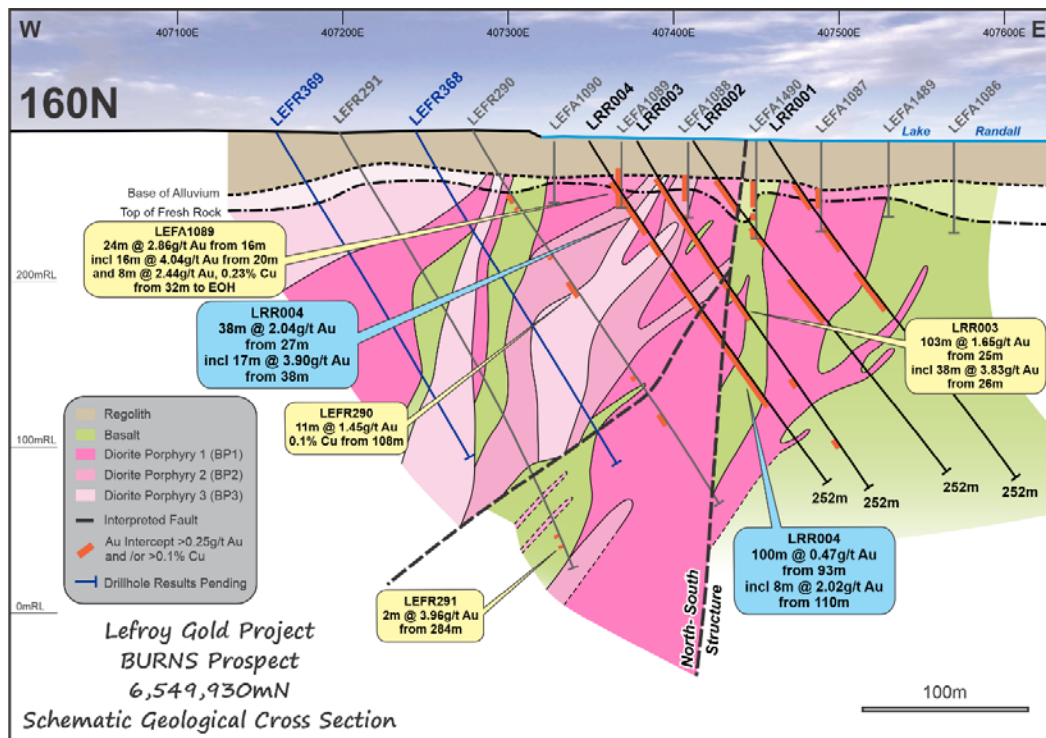 W
407100E
407200E
407300E
407400E
407500E
407600E
E
160N
LEFR369
LEFR291
LEFR368
LEFR290
LEFA1090
LRR004
LEFA1089
LRR003
LEFA1088
LRR002
LEFA1490
LRR001
LEFA1087
LEFA1489
LEFA1086
Lake Randall
Base of Alluvium
Top of Fresh Rock
LEFA1089
24m @ 2.86g/t Au from 16m
incl 16m @ 4.04g/t Au from 20m
and 8m @ 2.44g/t Au, 0.23% Cu
from 32m to EOH
200mRL
LRR004
38m @ 2.04g/t Au
from 27m
incl 17m @ 3.90g/t Au
from 38m
LRR003
103m @ 1.65g/t Au
from 25m
incl 38m @ 3.83g/t Au
from 26m
LEFR290
11m @ 1.45g/t Au
0.1% Cu from 108m
100mRL
Regolith
Basalt
Diorite Porphyry 1 (BP1)
Diorite Porphyry 2 (BP2)
Diorite Porphyry 3 (BP3)
Interpreted Fault
Au Intercept >0.25g/t Au
and /or >0.1% Cu
Drillhole Results Pending
252m
252m
252m
252m
LRR004
100m @ 0.47g/t Au
from 93m
incl 8m @ 2.02g/t Au
from 110m
LEFR291
2m @ 3.96g/t Au
from 284m
0mRL
North- South
Structure
Lefroy Gold Project
BURNS Prospect
6,549,930mN
Schematic Geological Cross Section
100m